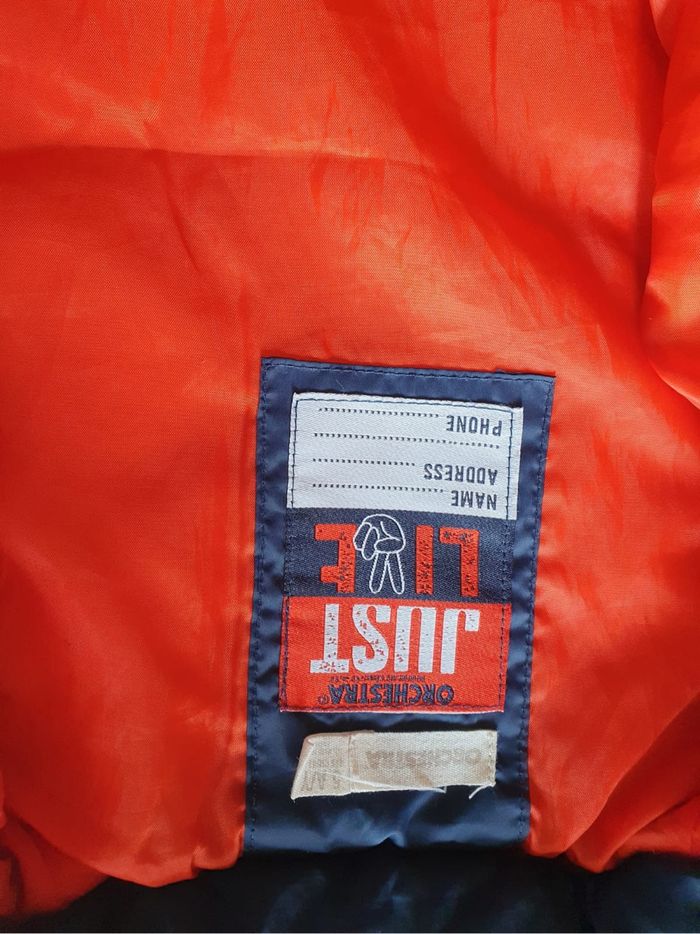 ORCHESTRA
ORCHESTRA®
JUST
LIVE
NAME ....................
ADDRESS ................
................................
PHONE ....................